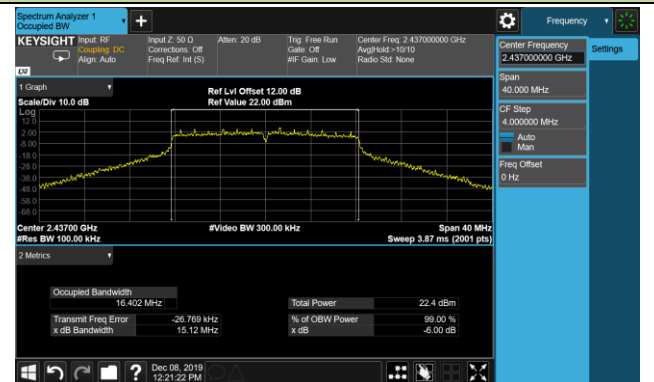 Spectrum Analyzer 1
Occupied BW
Frequency
KEYSIGHT
Input: RF
Coupling: DC
Align: Auto
Input Z: 50 Ω
Corrections: Off
Freq Ref: Int (S)
Atten: 20 dB
Trig: Free Run
Gate: Off
#IF Gain: Low
Center Freq: 2.437000000 GHz
Avg|Hold:>10/10
Radio Std: None
LXI
Center Frequency
2.437000000 GHz
Settings
Span
40.000 MHz
CF Step
4.000000 MHz
Auto
Man
Freq Offset
0 Hz
1 Graph
Scale/Div 10.0 dB
Ref Lvl Offset 12.00 dB
Ref Value 22.00 dBm
Log
12.0
2.00
-8.00
-18.0
-28.0
-38.0
-48.0
-58.0
-68.0
Center 2.43700 GHz
#Video BW 300.00 kHz
Span 40 MHz
#Res BW 100.00 kHz
Sweep 3.87 ms (2001 pts)
2 Metrics
Occupied Bandwidth
16.402 MHz
Total Power 22.4 dBm
Transmit Freq Error -26.769 kHz
% of OBW Power 99.00 %
x dB Bandwidth 15.12 MHz
x dB -6.00 dB
?
Dec 08, 2019
12:21:22 PM